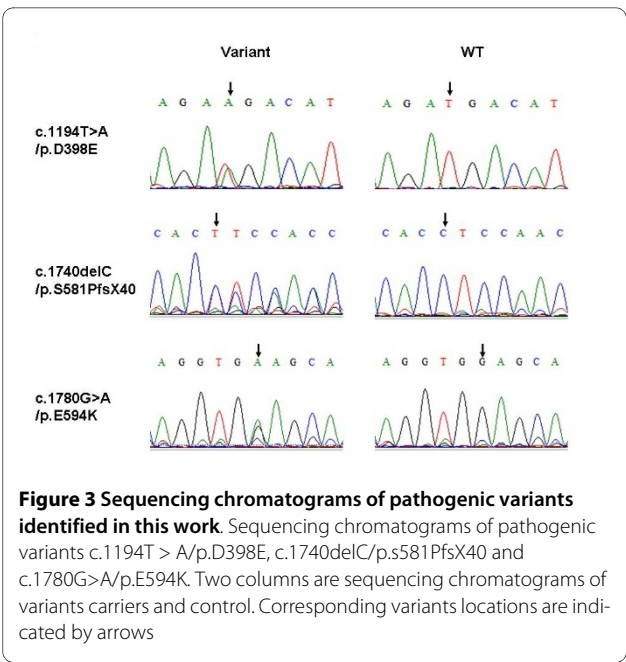 Variant WT
A G A A G A C A T A G A T G A C A T
c.1194T>A
/p.D398E
C A C T T C C A C C C A C C T C C A A C
c.1740delC
/p.S581PfsX40
A G G T G A A G C A A G G T G G A G C A
c.1780G>A
/p.E594K
Figure 3 Sequencing chromatograms of pathogenic variants
identified in this work. Sequencing chromatograms of pathogenic
variants c.1194T > A/p.D398E, c.1740delC/p.s581PfsX40 and
c.1780G>A/p.E594K. Two columns are sequencing chromatograms of
variants carriers and control. Corresponding variants locations are indi-
cated by arrows